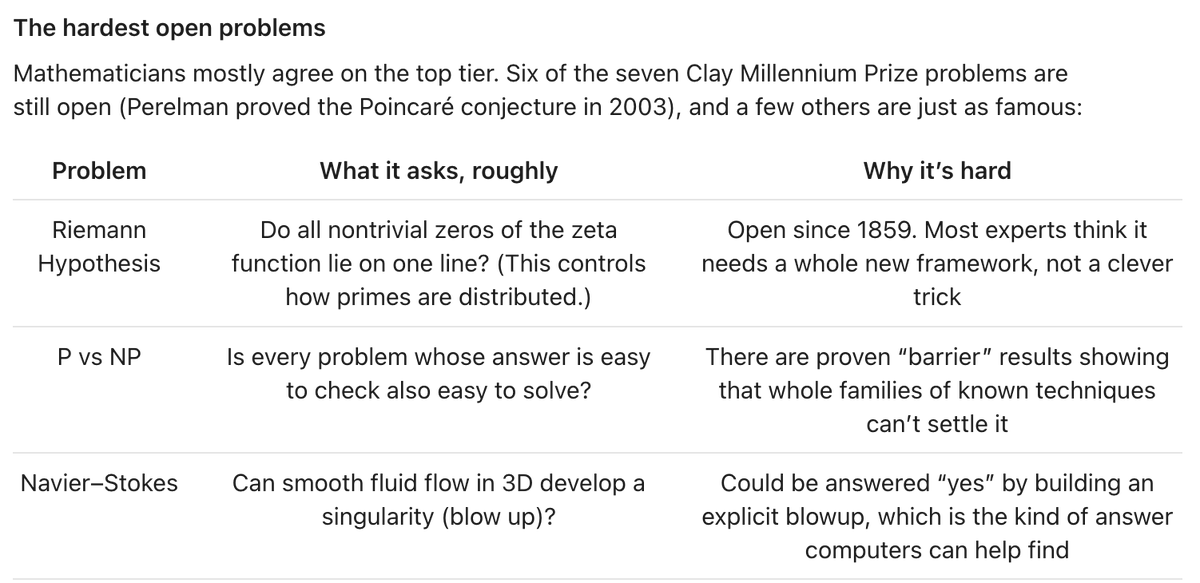 The hardest open problems
Mathematicians mostly agree on the top tier. Six of the seven Clay Millennium Prize problems are
still open (Perelman proved the Poincaré conjecture in 2003), and a few others are just as famous:
Problem What it asks, roughly Why it’s hard
Riemann
Hypothesis
Do all nontrivial zeros of the zeta
function lie on one line? (This controls
how primes are distributed.)
Open since 1859. Most experts think it
needs a whole new framework, not a clever
trick
P vs NP
Is every problem whose answer is easy
to check also easy to solve?
There are proven “barrier” results showing
that whole families of known techniques
can’t settle it
Navier–Stokes
Can smooth fluid flow in 3D develop a
singularity (blow up)?
Could be answered “yes” by building an
explicit blowup, which is the kind of answer
computers can help find